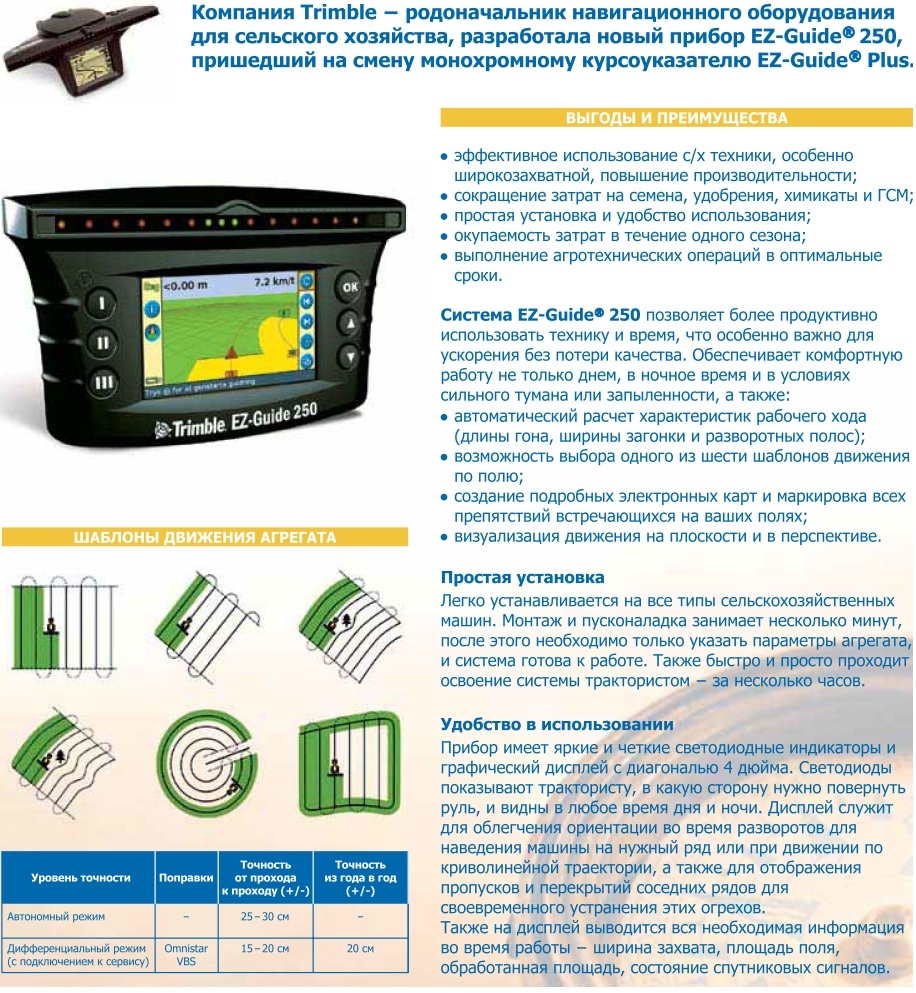 Компания Trimble – родоначальник навигационного оборудования
для сельского хозяйства, разработала новый прибор EZ-Guide® 250,
пришедший на смену монохромному курсоуказателю EZ-Guide® Plus.
<0.00 m
7.2 km/t
I
II
III
OK
Tryk for at genstarte guidning
Trimble EZ-Guide 250
ШАБЛОНЫ ДВИЖЕНИЯ АГРЕГАТА
Уровень точности | Поправки | Точность от прохода к проходу (+/-) | Точность из года в год (+/-)
Автономный режим | – | 25–30 см | –
Дифференциальный режим (с подключением к сервису) | Omnistar VBS | 15–20 см | 20 см
ВЫГОДЫ И ПРЕИМУЩЕСТВА
• эффективное использование с/х техники, особенно
широкозахватной, повышение производительности;
• сокращение затрат на семена, удобрения, химикаты и ГСМ;
• простая установка и удобство использования;
• окупаемость затрат в течение одного сезона;
• выполнение агротехнических операций в оптимальные
сроки.
Система EZ-Guide® 250 позволяет более продуктивно
использовать технику и время, что особенно важно для
ускорения без потери качества. Обеспечивает комфортную
работу не только днем, в ночное время и в условиях
сильного тумана или запыленности, а также:
• автоматический расчет характеристик рабочего хода
(длины гона, ширины загонки и разворотных полос);
• возможность выбора одного из шести шаблонов движения
по полю;
• создание подробных электронных карт и маркировка всех
препятствий встречающихся на ваших полях;
• визуализация движения на плоскости и в перспективе.
Простая установка
Легко устанавливается на все типы сельскохозяйственных
машин. Монтаж и пусконаладка занимает несколько минут,
после этого необходимо только указать параметры агрегата,
и система готова к работе. Также быстро и просто проходит
освоение системы трактористом – за несколько часов.
Удобство в использовании
Прибор имеет яркие и четкие светодиодные индикаторы и
графический дисплей с диагональю 4 дюйма. Светодиоды
показывают трактористу, в какую сторону нужно повернуть
руль, и видны в любое время дня и ночи. Дисплей служит
для облегчения ориентации во время разворотов для
наведения машины на нужный ряд или при движении по
криволинейной траектории, а также для отображения
пропусков и перекрытий соседних рядов для
своевременного устранения этих огрехов.
Также на дисплей выводится вся необходимая информация
во время работы – ширина захвата, площадь поля,
обработанная площадь, состояние спутниковых сигналов.